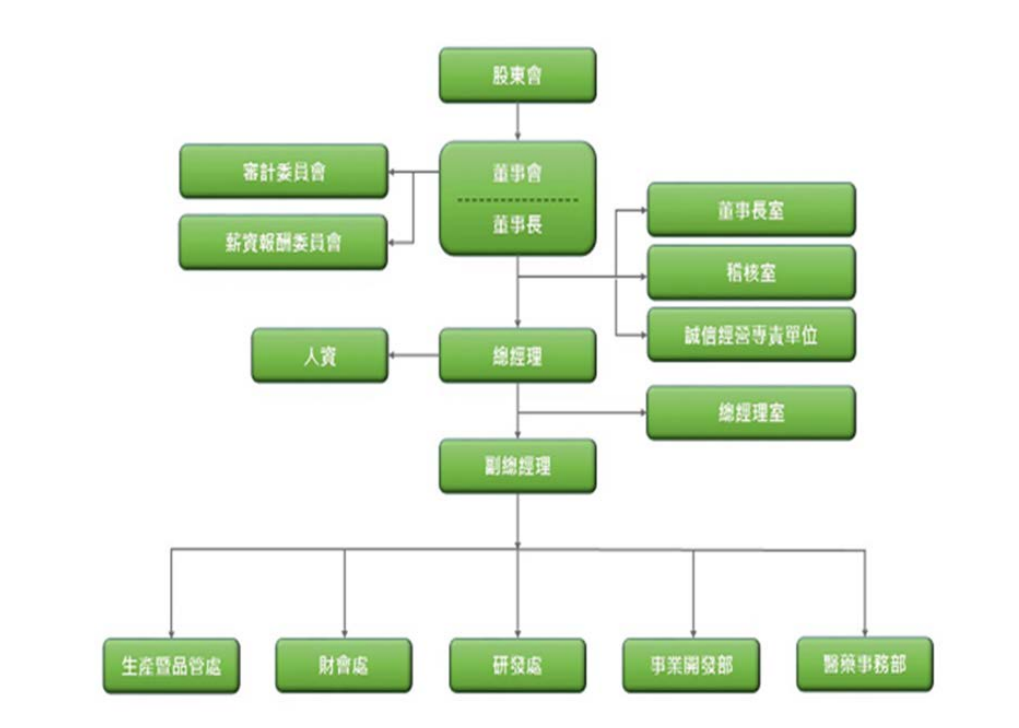 股東會
董事會
董事長
審計委員會
薪資報酬委員會
董事長室
稽核室
誠信經營專責單位
人資
總經理
總經理室
副總經理
生產暨品管處
財會處
研發處
事業開發部
醫藥事務部